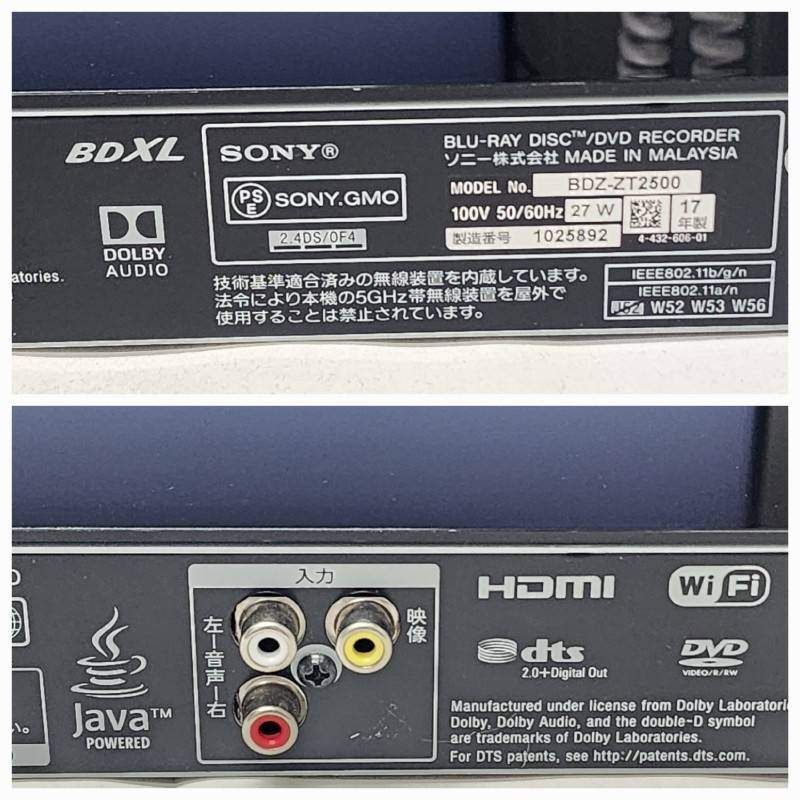 BDXL
DOLBY
AUDIO
SONY®
BLU-RAY DISC™/DVD RECORDER
ソニー株式会社 MADE IN MALAYSIA
PS
E
SONY.GMO
MODEL No. BDZ-ZT2500
100V 50/60Hz 27 W 17
年製
2.4DS/OF4
製造番号 1025892 4-432-606-01
atories.
技術基準適合済みの無線装置を内蔵しています。
法令により本機の5GHz帯無線装置を屋外で
使用することは禁止されています。
IEEE802.11b/g/n
IEEE802.11a/n
J52 W52 W53 W56
入力
左-音声-右
映像
HDMI
Wi Fi
Java™
POWERED
dts
2.0+Digital Out
DVD
VIDEO/R/RW
Manufactured under license from Dolby Laboratori
Dolby, Dolby Audio, and the double-D symbol
are trademarks of Dolby Laboratories.
For DTS patents, see http://patents.dts.com.
い。